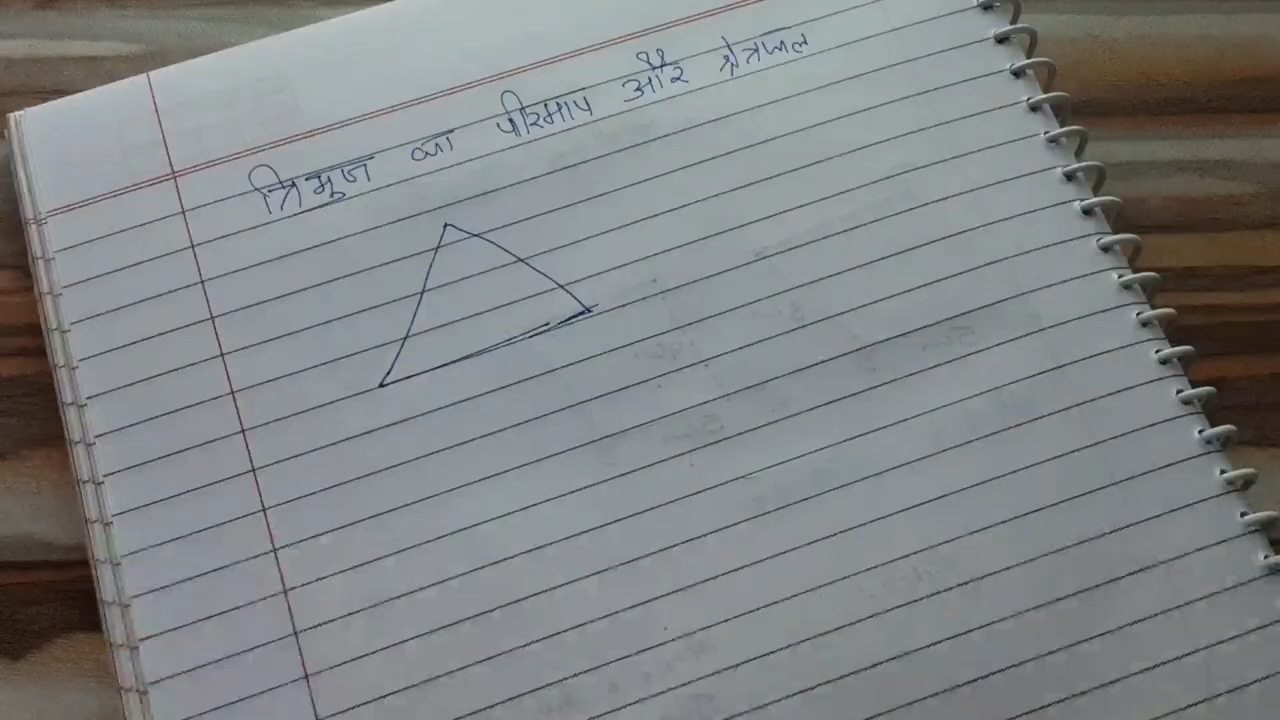 त्रिभूज का परिमाप और क्षेत्रफल